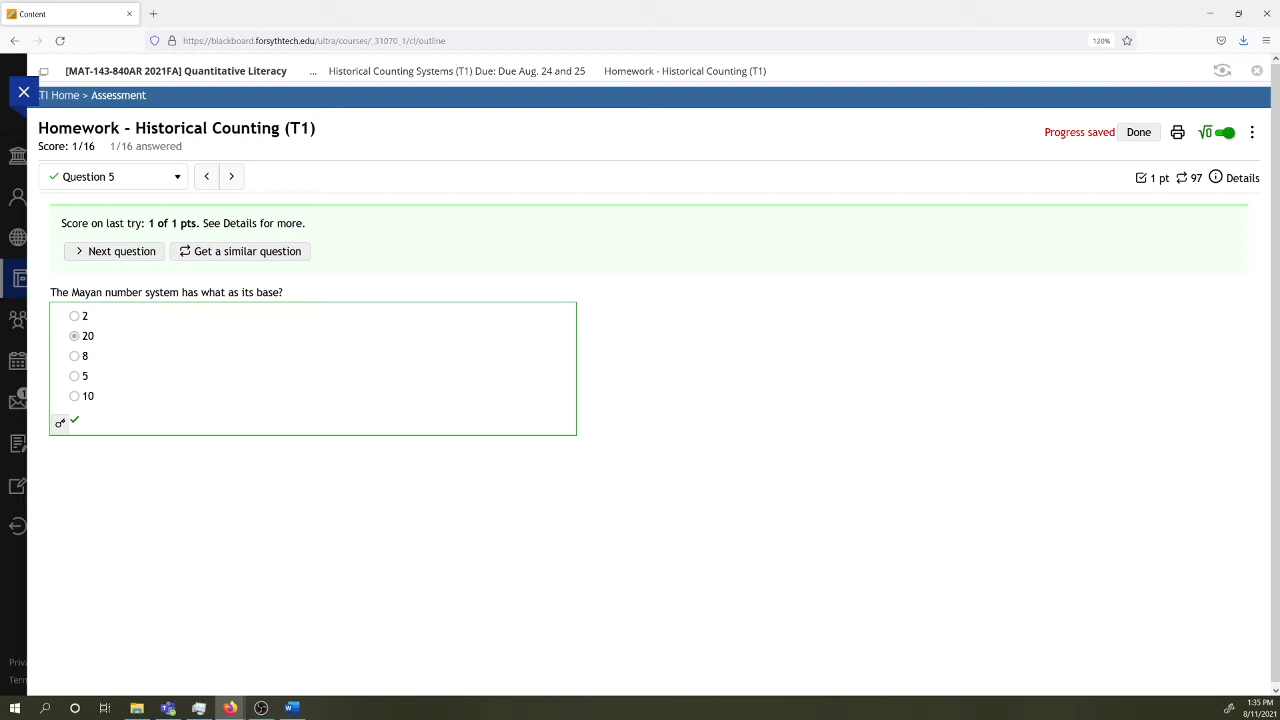 Content
https://blackboard.forsythtech.edu/ultra/courses/_31070_1/cl/outline
120%
[MAT-143-840AR 2021FA] Quantitative Literacy
...
Historical Counting Systems (T1) Due: Due Aug. 24 and 25
Homework - Historical Counting (T1)
TI Home > Assessment
Homework - Historical Counting (T1)
Score: 1/16 1/16 answered
Progress saved
Done
√0
Question 5
1 pt
97
Details
Score on last try: 1 of 1 pts. See Details for more.
Next question
Get a similar question
The Mayan number system has what as its base?
2
20
8
5
10
1
Priva
Term
1:35 PM
8/11/2021